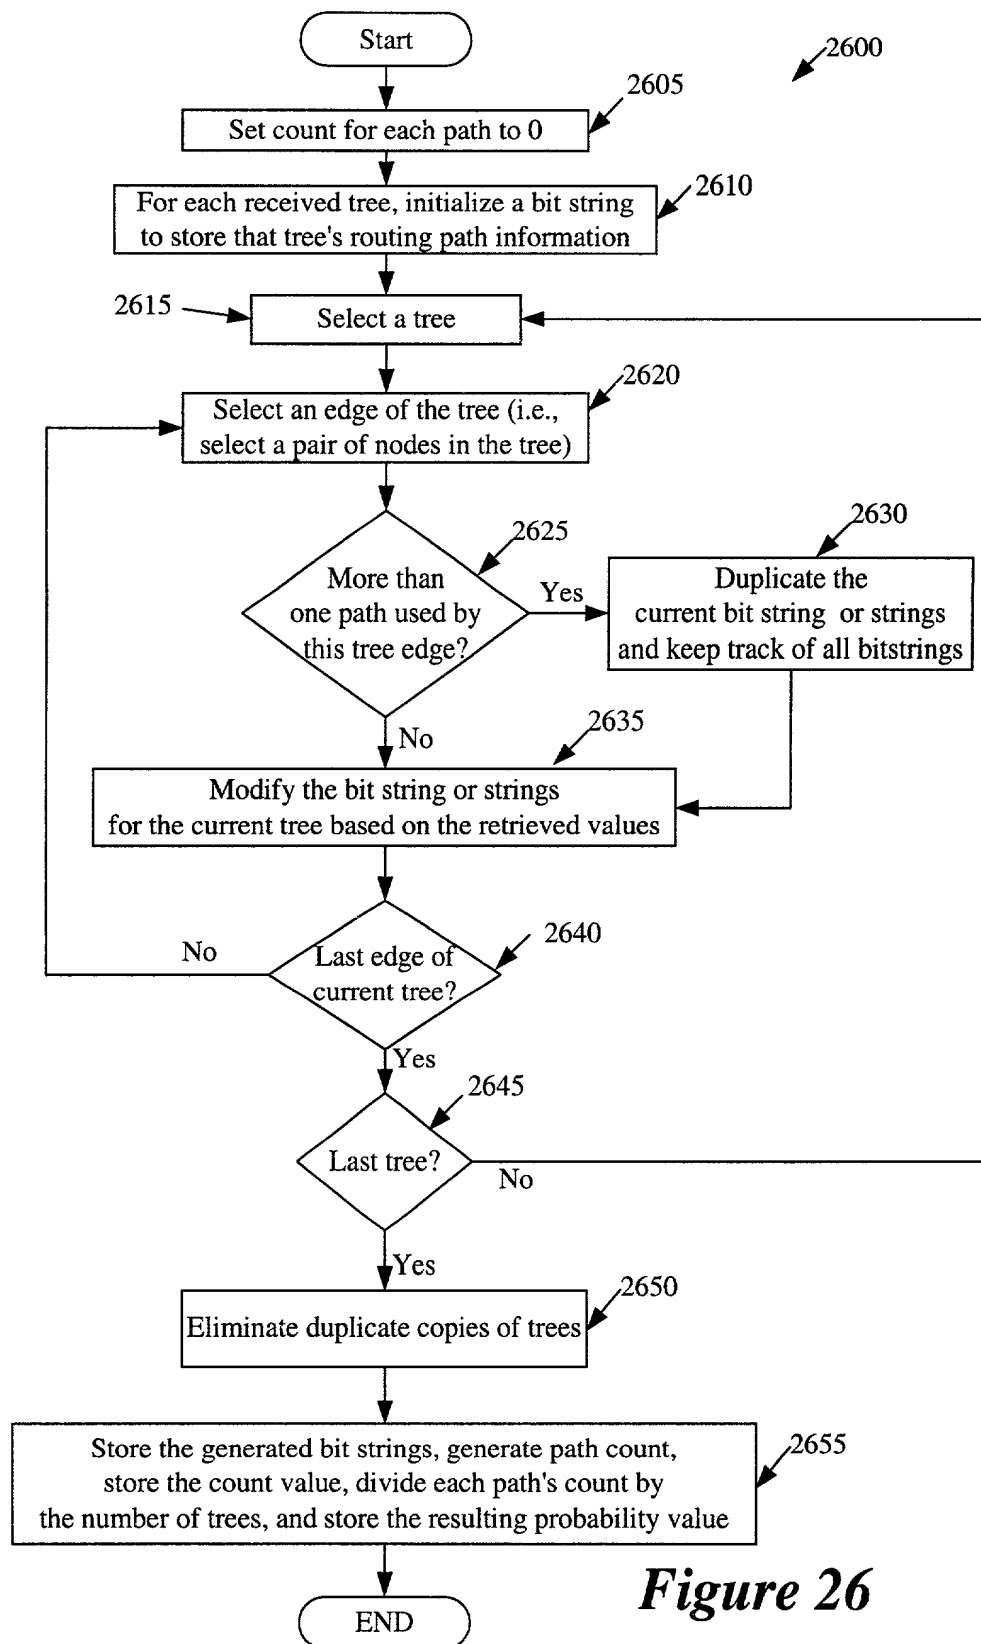 Start
2600
2605
Set count for each path to 0
2610
For each received tree, initialize a bit string
to store that tree's routing path information
2615
Select a tree
2620
Select an edge of the tree (i.e.,
select a pair of nodes in the tree)
2625
2630
More than
one path used by
this tree edge?
Yes
Duplicate the
current bit string or strings
and keep track of all bitstrings
No
2635
Modify the bit string or strings
for the current tree based on the retrieved values
No
2640
Last edge of
current tree?
Yes
2645
Last tree?
No
Yes
2650
Eliminate duplicate copies of trees
2655
Store the generated bit strings, generate path count,
store the count value, divide each path's count by
the number of trees, and store the resulting probability value
Figure 26
END